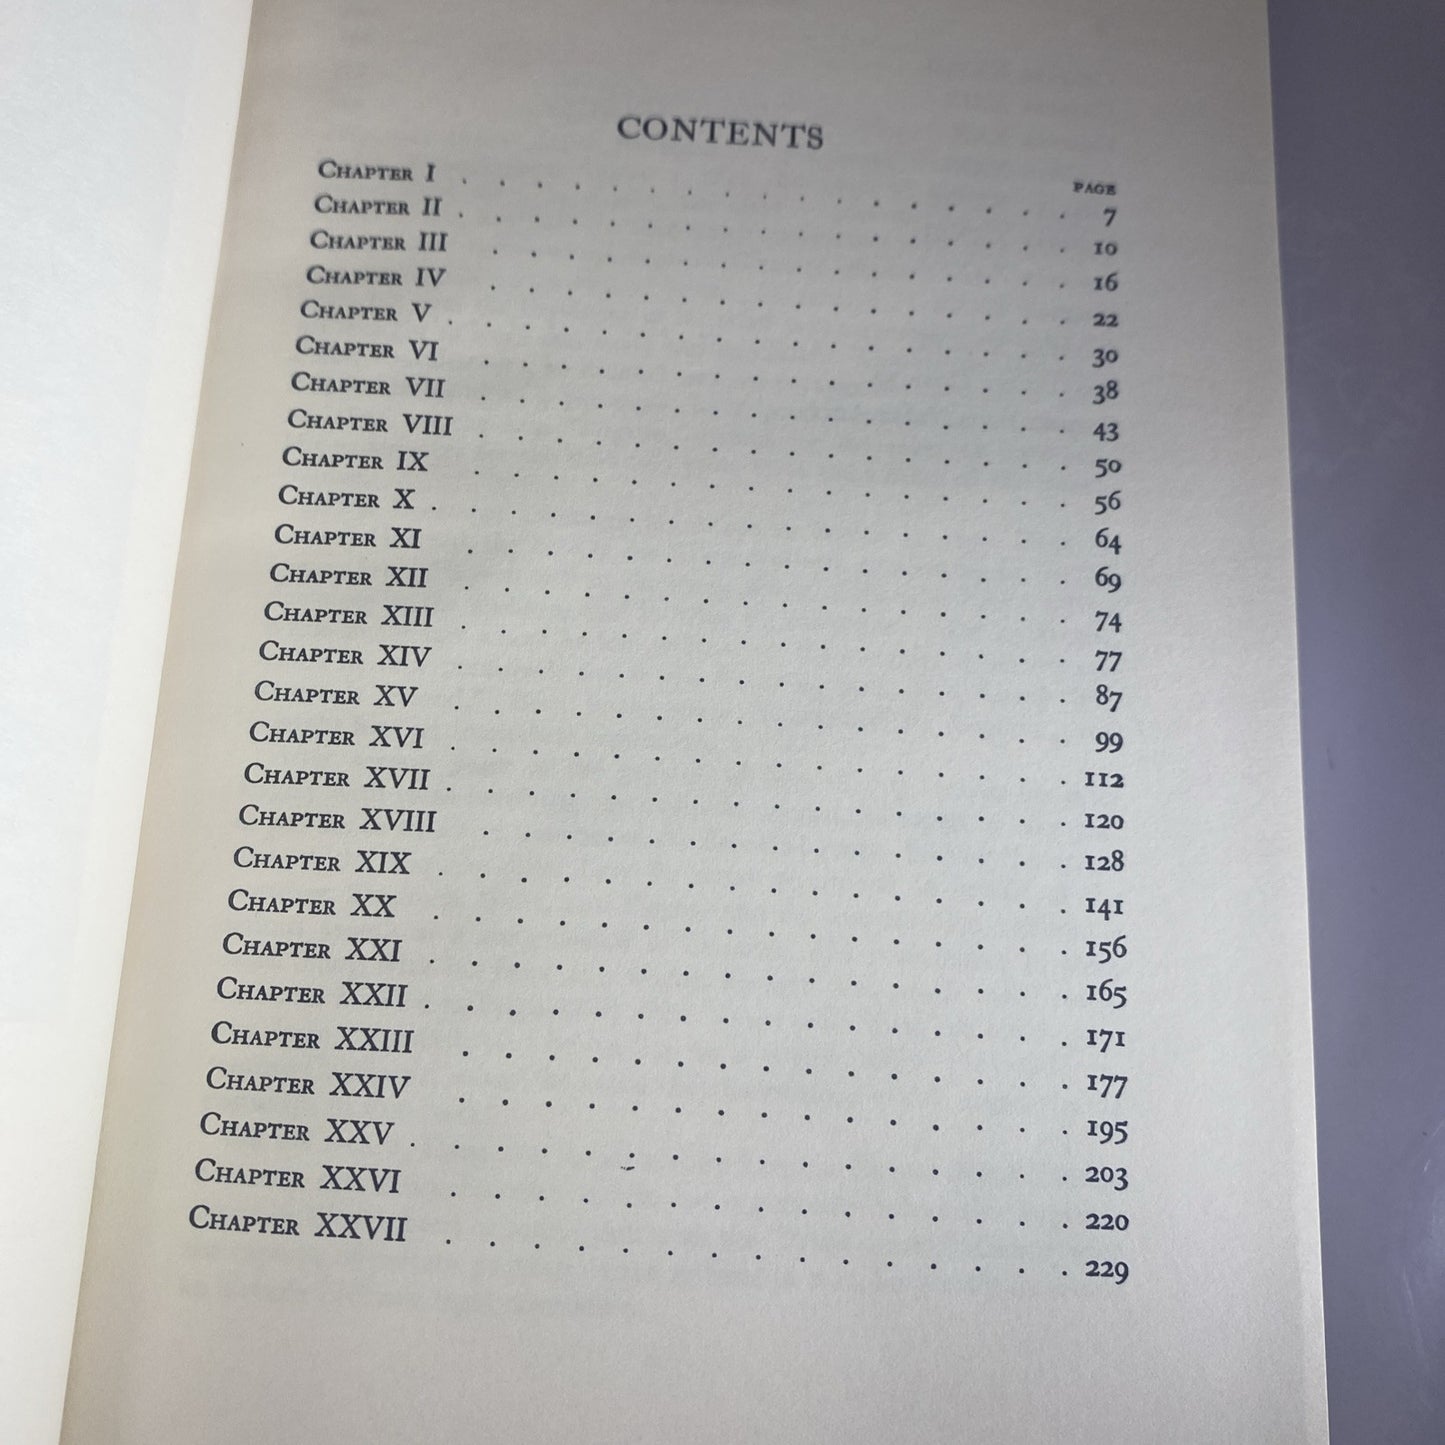 CONTENTS
PAGE
CHAPTER I 7
CHAPTER II 10
CHAPTER III 16
CHAPTER IV 22
CHAPTER V 30
CHAPTER VI 38
CHAPTER VII 43
CHAPTER VIII 50
CHAPTER IX 56
CHAPTER X 64
CHAPTER XI 69
CHAPTER XII 74
CHAPTER XIII 77
CHAPTER XIV 87
CHAPTER XV 99
CHAPTER XVI 112
CHAPTER XVII 120
CHAPTER XVIII 128
CHAPTER XIX 141
CHAPTER XX 156
CHAPTER XXI 165
CHAPTER XXII 171
CHAPTER XXIII 177
CHAPTER XXIV 195
CHAPTER XXV 203
CHAPTER XXVI 220
CHAPTER XXVII 229